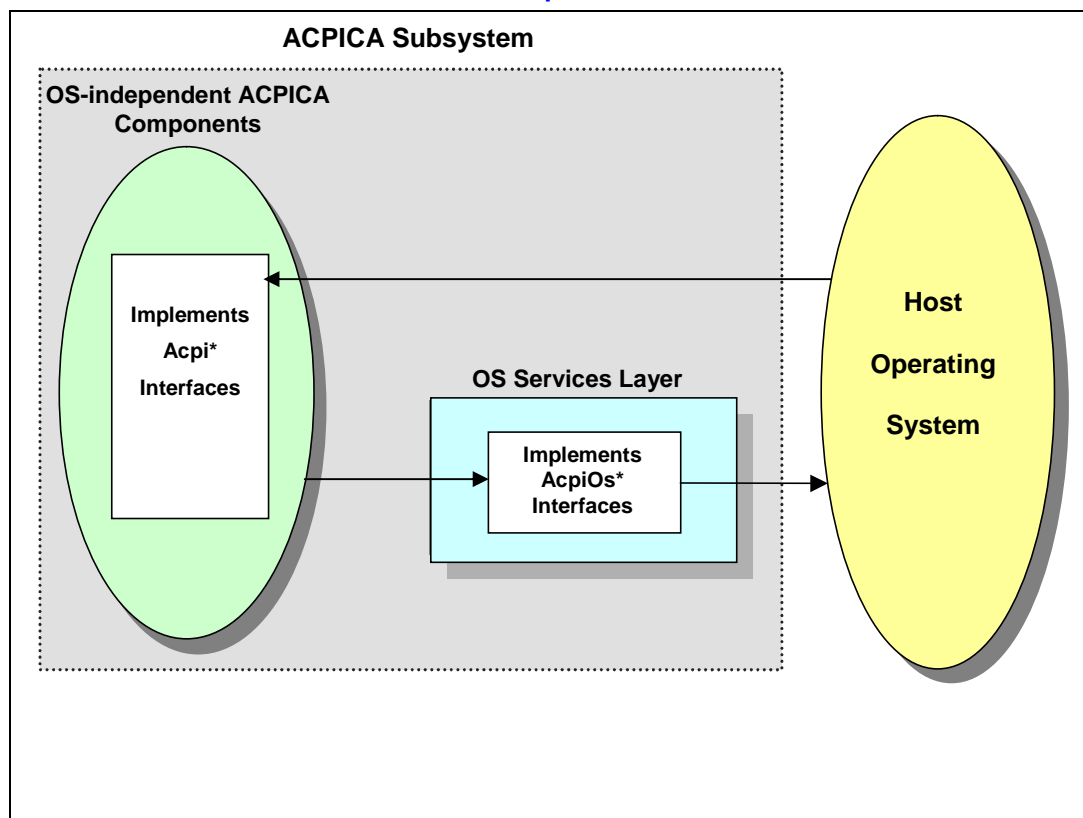 ACPICA Subsystem
OS-independent ACPICA
Components
Implements
Acpi*
Interfaces
OS Services Layer
Implements
AcpiOs*
Interfaces
Host
Operating
System